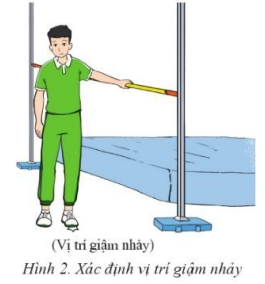 (Vị trí giậm nhảy)
Hình 2. Xác định vị trí giậm nhảy